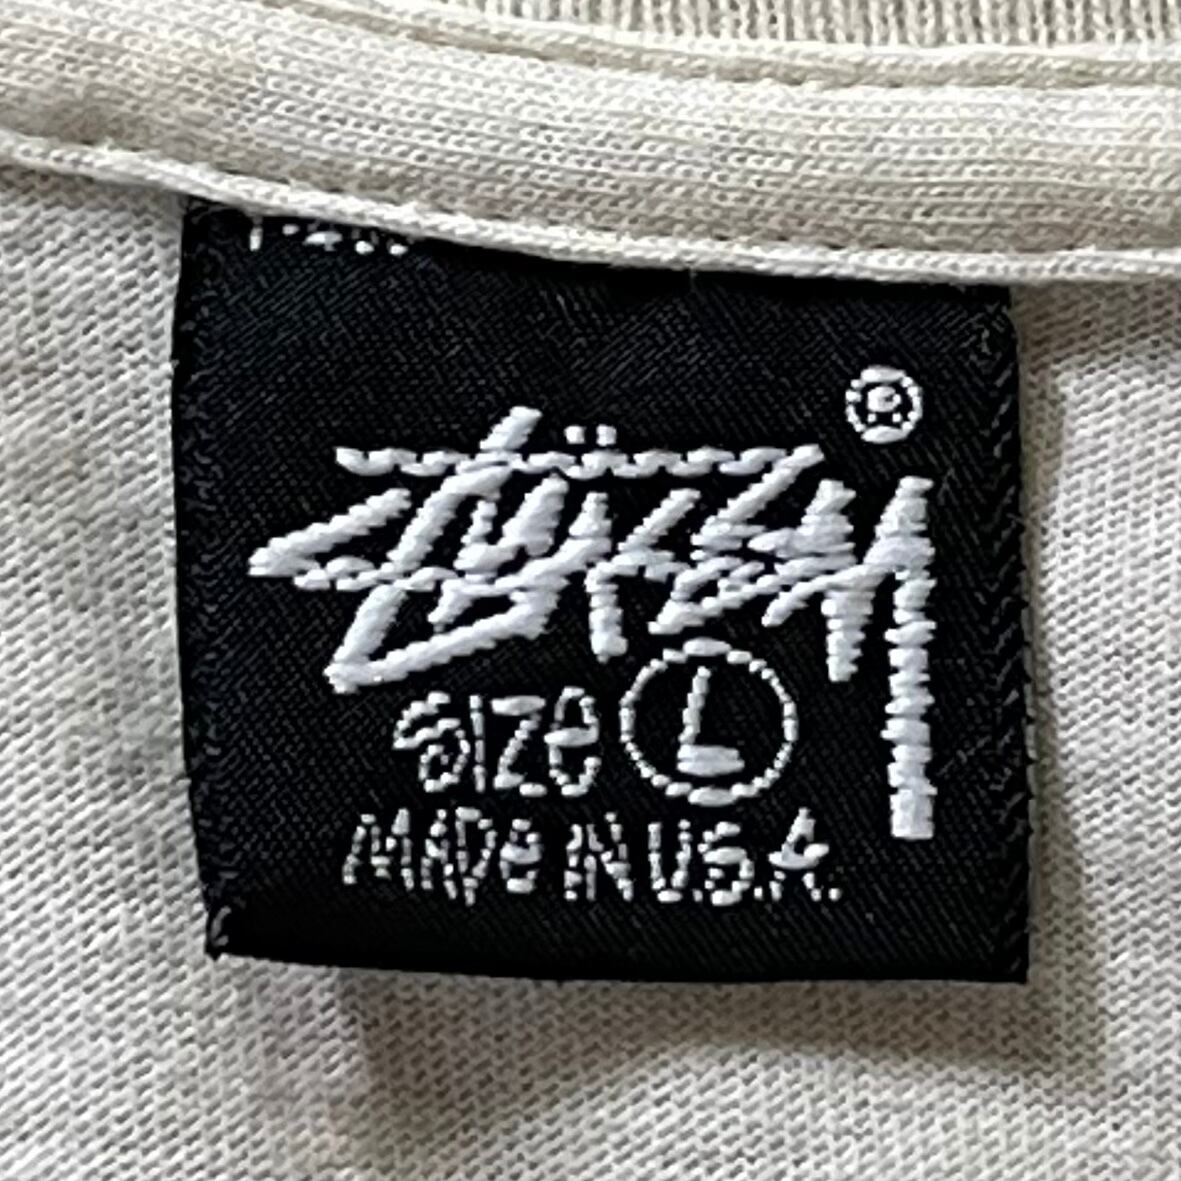 ®
Stüssy
SIZE L
MADE IN U.S.A.